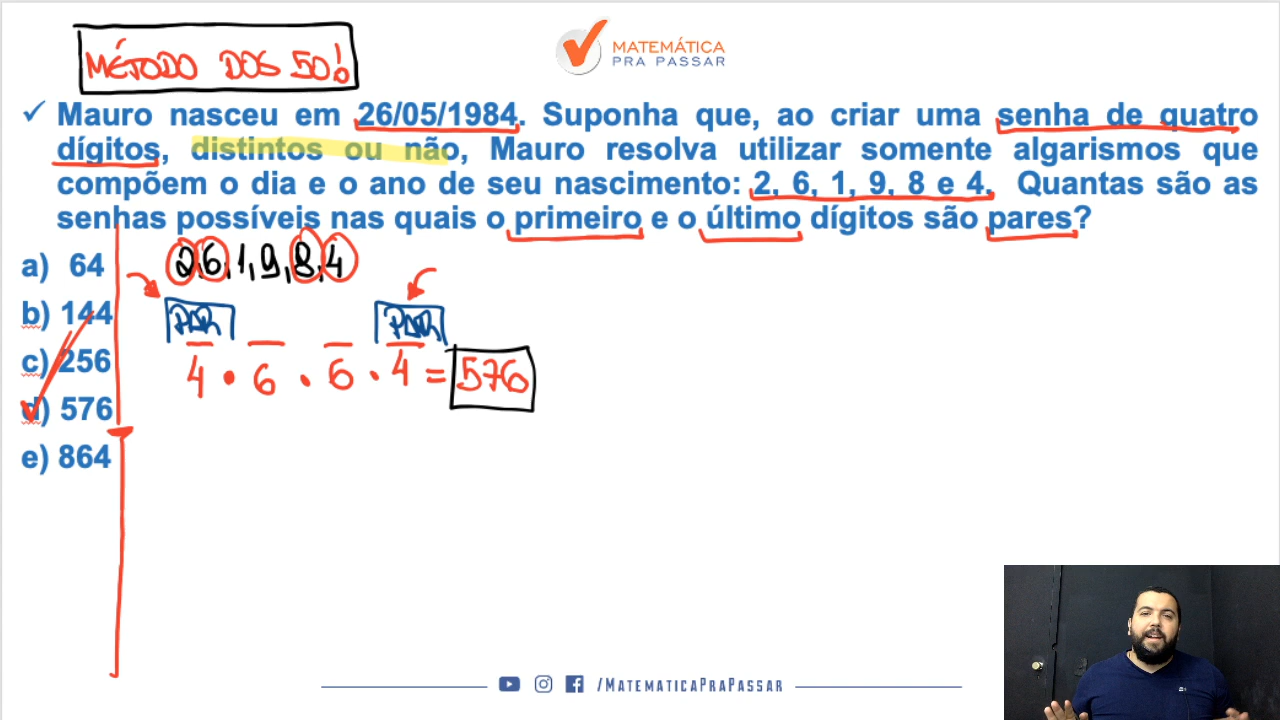 MÉTODO DOS 50!
MATEMÁTICA
PRA PASSAR
✓ Mauro nasceu em 26/05/1984. Suponha que, ao criar uma senha de quatro
dígitos, distintos ou não, Mauro resolva utilizar somente algarismos que
compõem o dia e o ano de seu nascimento: 2, 6, 1, 9, 8 e 4. Quantas são as
senhas possíveis nas quais o primeiro e o último dígitos são pares?
a) 64
2,6,1,9,8,4
b) 144
PAR PAR
c) 256
4 · 6 · 6 · 4 = 576
d) 576
e) 864
/MATEMATICAPRAPASSAR